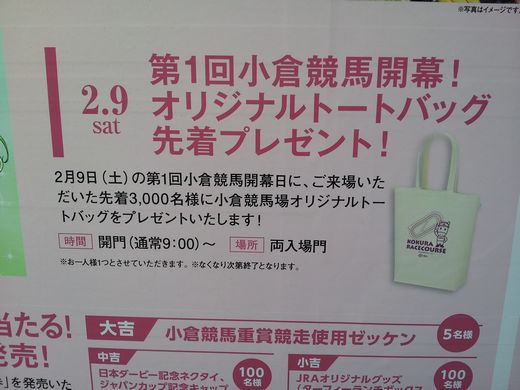 ※写真はイメージです。
2.9
sat
第1回小倉競馬開幕!
オリジナルトートバッグ
先着プレゼント!
2月9日(土)の第1回小倉競馬開幕日に、ご来場いた
だいた先着3,000名様に小倉競馬場オリジナルトー
トバッグをプレゼントいたします!
時間 開門(通常9:00)〜 場所 両入場門
※お一人様1つとさせていただきます。※なくなり次第終了となります。
KOKURA
RACECOURSE
当たる!
発売!
を発売いた
大吉 小倉競馬重賞競走使用ゼッケン 5名様
中吉
日本ダービー記念ネクタイ、
ジャパンカップ記念キャップ
100名様
小吉
JRAオリジナルグッズ
100名様